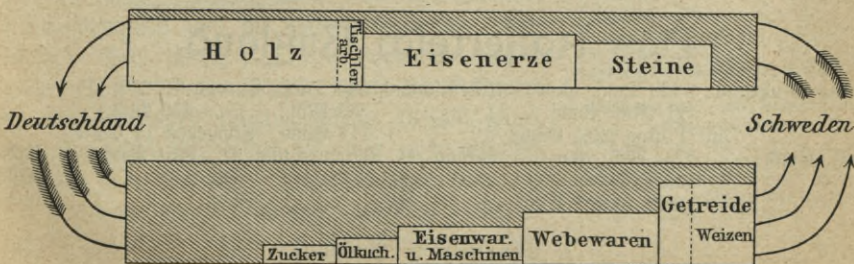 Holz
Tischler
arb.
Eisenerze
Steine
Deutschland
Schweden
Zucker
Ölkuch.
Eisenwar.
u. Maschinen
Webewaren
Getreide
Weizen